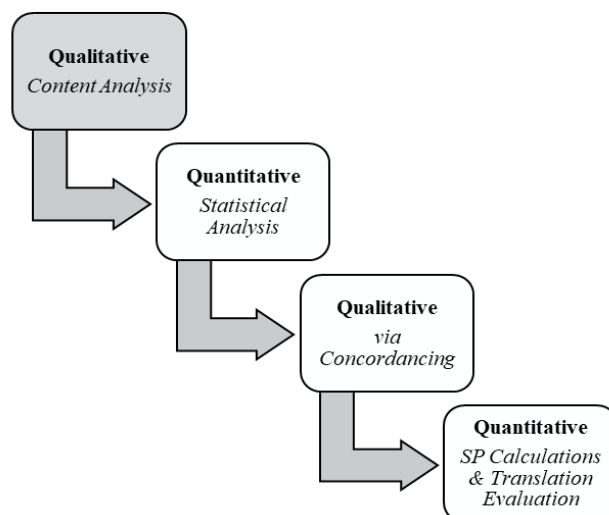 Qualitative
Content Analysis
Quantitative
Statistical
Analysis
Qualitative
via
Concordancing
Quantitative
SP Calculations
& Translation
Evaluation